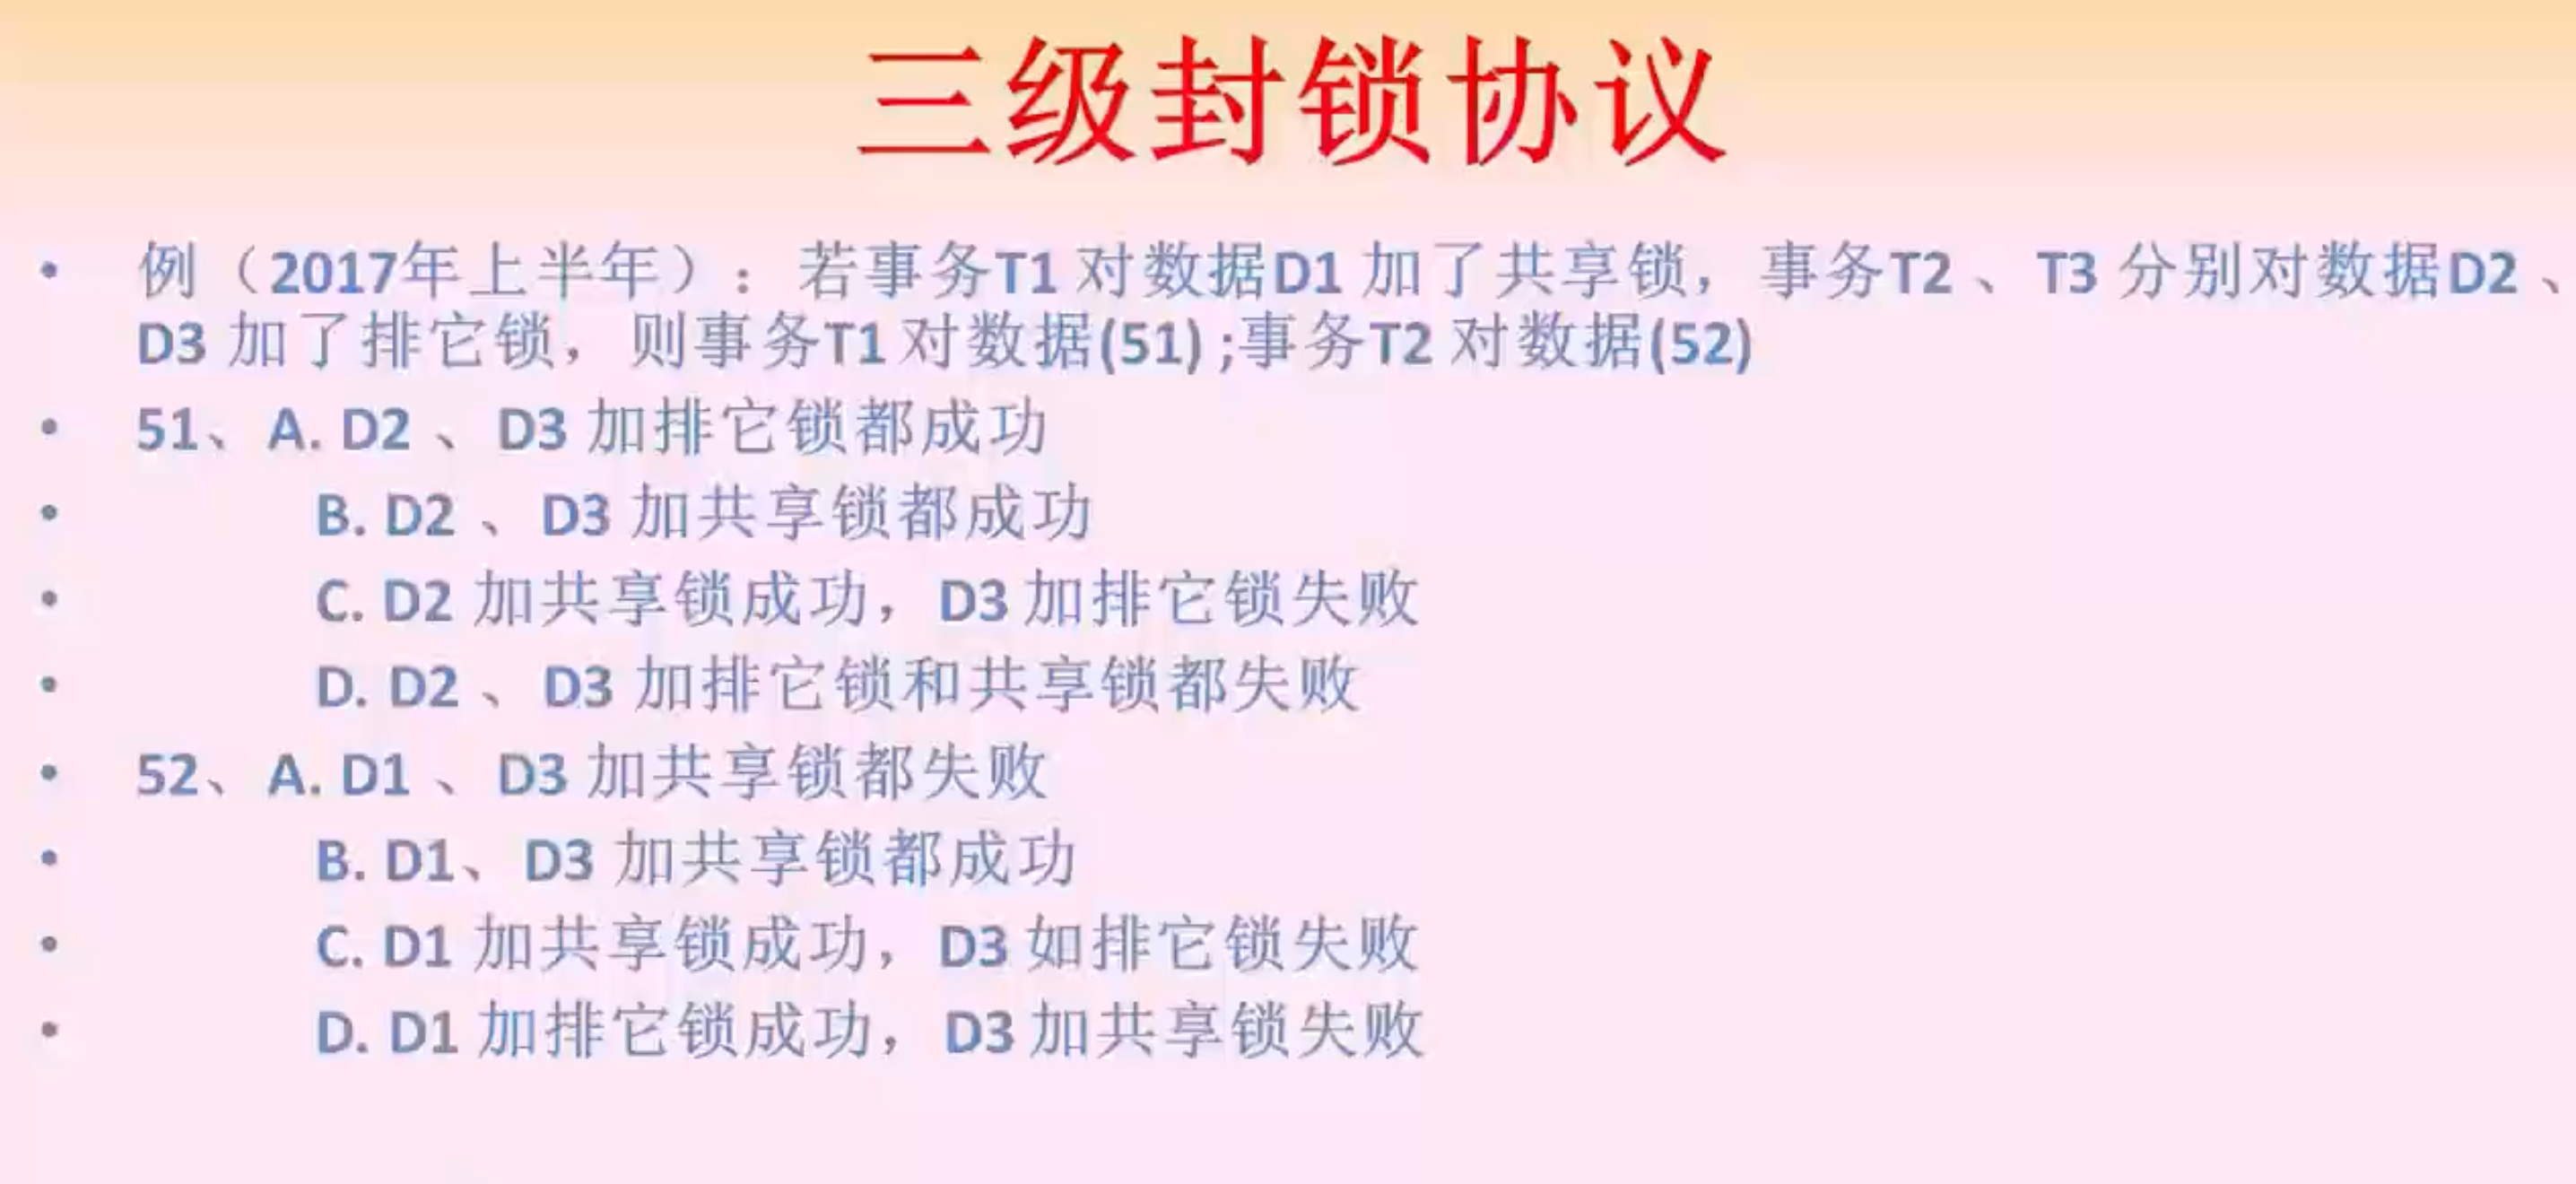 三级封锁协议
• 例（2017年上半年）：若事务T1 对数据D1 加了共享锁，事务T2 、T3 分别对数据D2 、
D3 加了排它锁，则事务T1 对数据(51) ;事务T2 对数据(52)
• 51、A. D2 、D3 加排它锁都成功
• B. D2 、D3 加共享锁都成功
• C. D2 加共享锁成功，D3 加排它锁失败
• D. D2 、D3 加排它锁和共享锁都失败
• 52、A. D1 、D3 加共享锁都失败
• B. D1、D3 加共享锁都成功
• C. D1 加共享锁成功，D3 如排它锁失败
• D. D1 加排它锁成功，D3 加共享锁失败